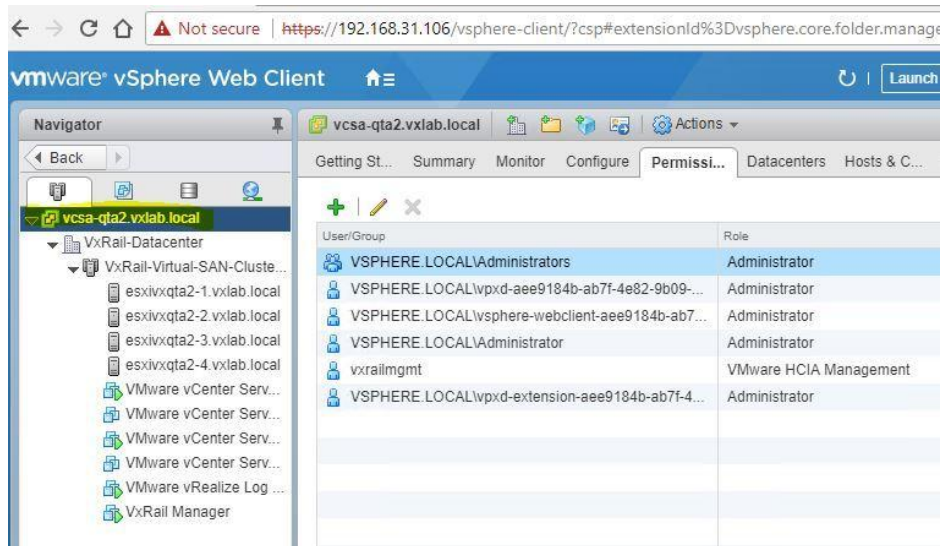 Not secure | https://192.168.31.106/vsphere-client/?csp#extensionId%3Dvsphere.core.folder.manage
vmware® vSphere Web Client
Launch
Navigator
Back
vcsa-qta2.vxlab.local
VxRail-Datacenter
VxRail-Virtual-SAN-Cluste...
esxivxqta2-1.vxlab.local
esxivxqta2-2.vxlab.local
esxivxqta2-3.vxlab.local
esxivxqta2-4.vxlab.local
VMware vCenter Serv...
VMware vCenter Serv...
VMware vCenter Serv...
VMware vCenter Serv...
VMware vRealize Log ...
VxRail Manager
vcsa-qta2.vxlab.local Actions
Getting St... Summary Monitor Configure Permissi... Datacenters Hosts & C...
User/Group Role
VSPHERE.LOCAL\Administrators Administrator
VSPHERE.LOCAL\vpxd-aee9184b-ab7f-4e82-9b09-... Administrator
VSPHERE.LOCAL\vsphere-webclient-aee9184b-ab7... Administrator
VSPHERE.LOCAL\Administrator Administrator
vxrailmgmt VMware HCIA Management
VSPHERE.LOCAL\vpxd-extension-aee9184b-ab7f-4... Administrator